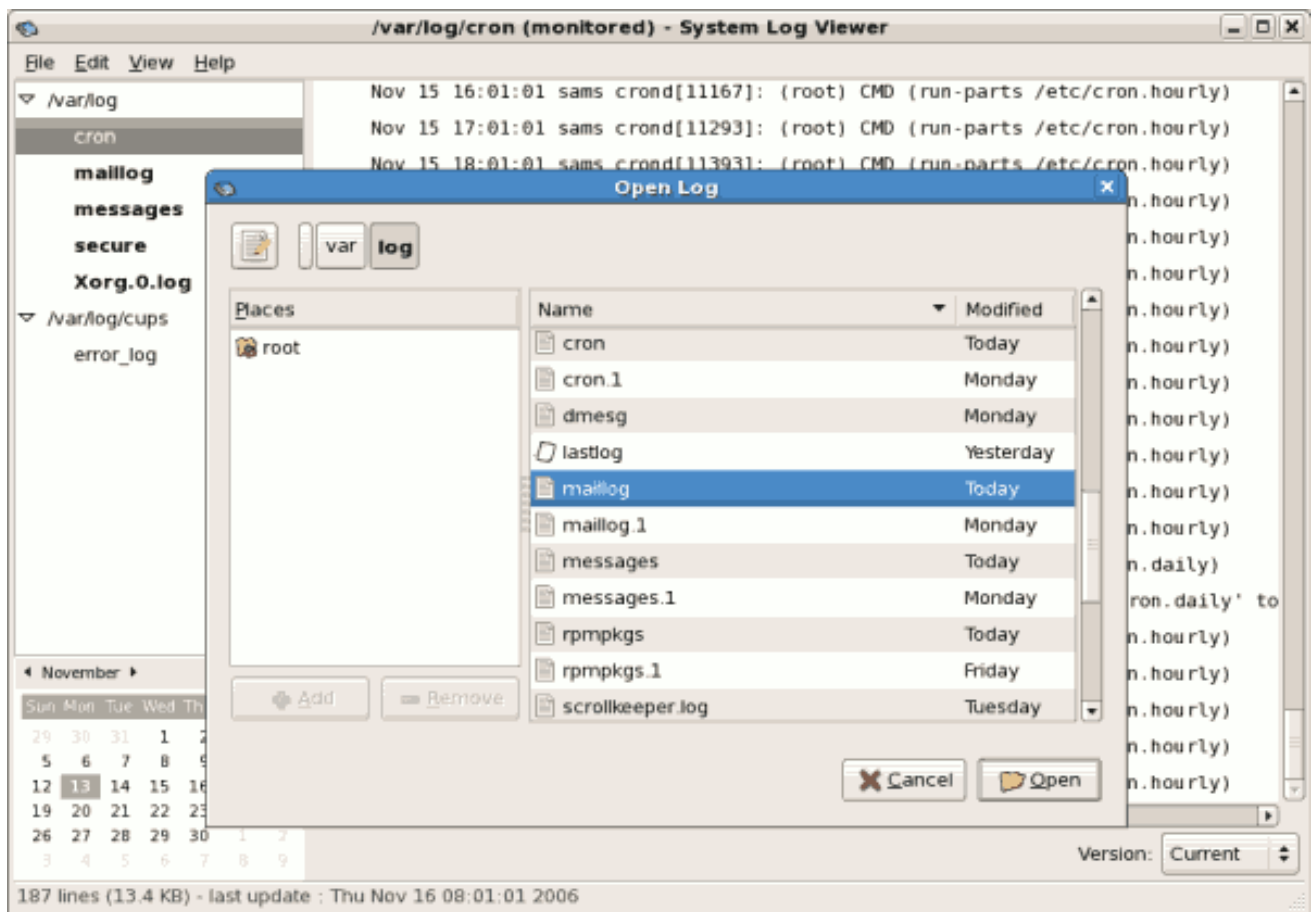 /var/log/cron (monitored) - System Log Viewer
File Edit View Help
/var/log
cron
maillog
messages
secure
Xorg.0.log
/var/log/cups
error_log
Nov 15 16:01:01 sams crond[11167]: (root) CMD (run-parts /etc/cron.hourly)
Nov 15 17:01:01 sams crond[11293]: (root) CMD (run-parts /etc/cron.hourly)
Nov 15 18:01:01 sams crond[11393]: (root) CMD (run-parts /etc/cron.hourly)
n.hourly)
n.hourly)
n.hourly)
n.hourly)
n.hourly)
n.hourly)
n.hourly)
n.hourly)
n.hourly)
n.hourly)
n.daily)
ron.daily' to
n.hourly)
n.hourly)
n.hourly)
n.hourly)
n.hourly)
Open Log
var log
Places
root
Add Remove
Name Modified
cron Today
cron.1 Monday
dmesg Monday
lastlog Yesterday
maillog Today
maillog.1 Monday
messages Today
messages.1 Monday
rpmpkgs Today
rpmpkgs.1 Friday
scrollkeeper.log Tuesday
Cancel Open
November
Sun Mon Tue Wed Th
29 30 31 1 2
5 6 7 8 9
12 13 14 15 16
19 20 21 22 23
26 27 28 29 30 1 2
3 4 5 6 7 8 9
Version: Current
187 lines (13.4 KB) - last update : Thu Nov 16 08:01:01 2006